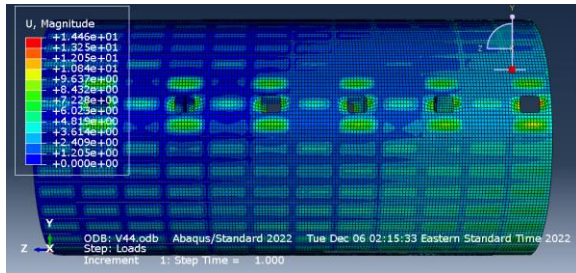 U, Magnitude
+1.446e+01
+1.325e+01
+1.205e+01
+1.084e+01
+9.637e+00
+8.432e+00
+7.228e+00
+6.023e+00
+4.819e+00
+3.614e+00
+2.409e+00
+1.205e+00
+0.000e+00
Y
Z
Y
Z X
ODB: V44.odb Abaqus/Standard 2022 Tue Dec 06 02:15:33 Eastern Standard Time 2022
Step: Loads
Increment 1: Step Time = 1.000